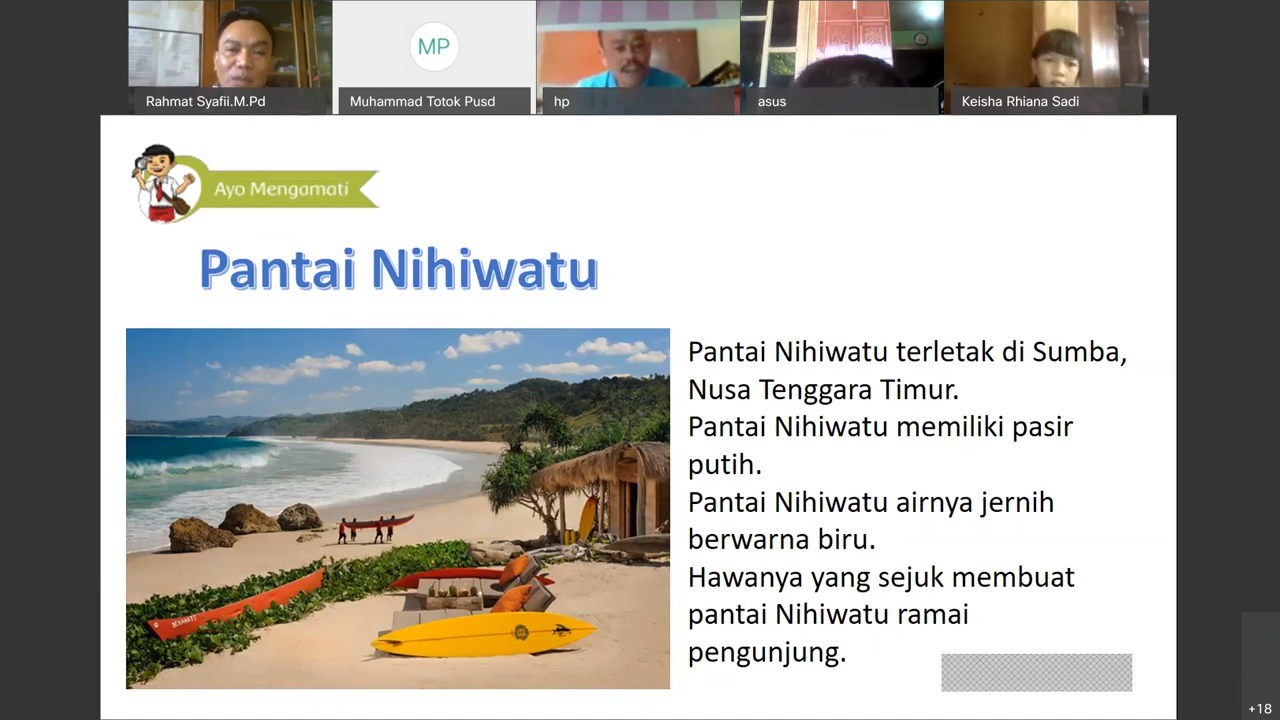 MP
Rahmat Syafii.M.Pd
Muhammad Totok Pusd
hp
asus
Keisha Rhiana Sadi
Ayo Mengamati
Pantai Nihiwatu
Pantai Nihiwatu terletak di Sumba,
Nusa Tenggara Timur.
Pantai Nihiwatu memiliki pasir
putih.
Pantai Nihiwatu airnya jernih
berwarna biru.
Hawanya yang sejuk membuat
pantai Nihiwatu ramai
pengunjung.
+18